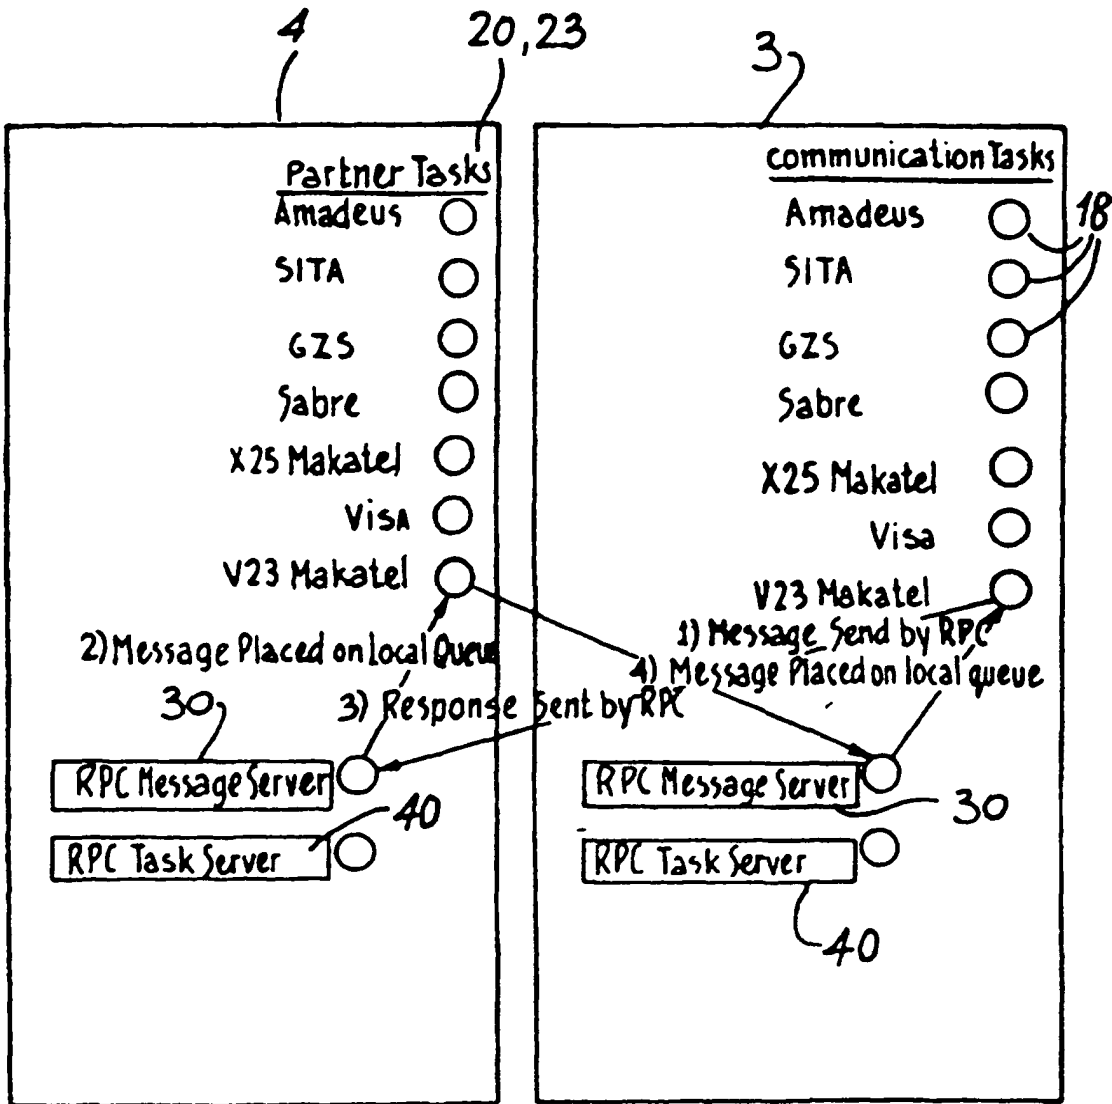 4
20,23
3
Partner Tasks
Amadeus
SITA
GZS
Sabre
X25 Makatel
Visa
V23 Makatel
2) Message Placed on local Queue
3) Response Sent by RPC
30
RPC Message Server
40
RPC Task Server
communication Tasks
Amadeus
18
SITA
GZS
Sabre
X25 Makatel
Visa
V23 Makatel
1) Message Send by RPC
4) Message Placed on local queue
RPC Message Server
30
RPC Task Server
40